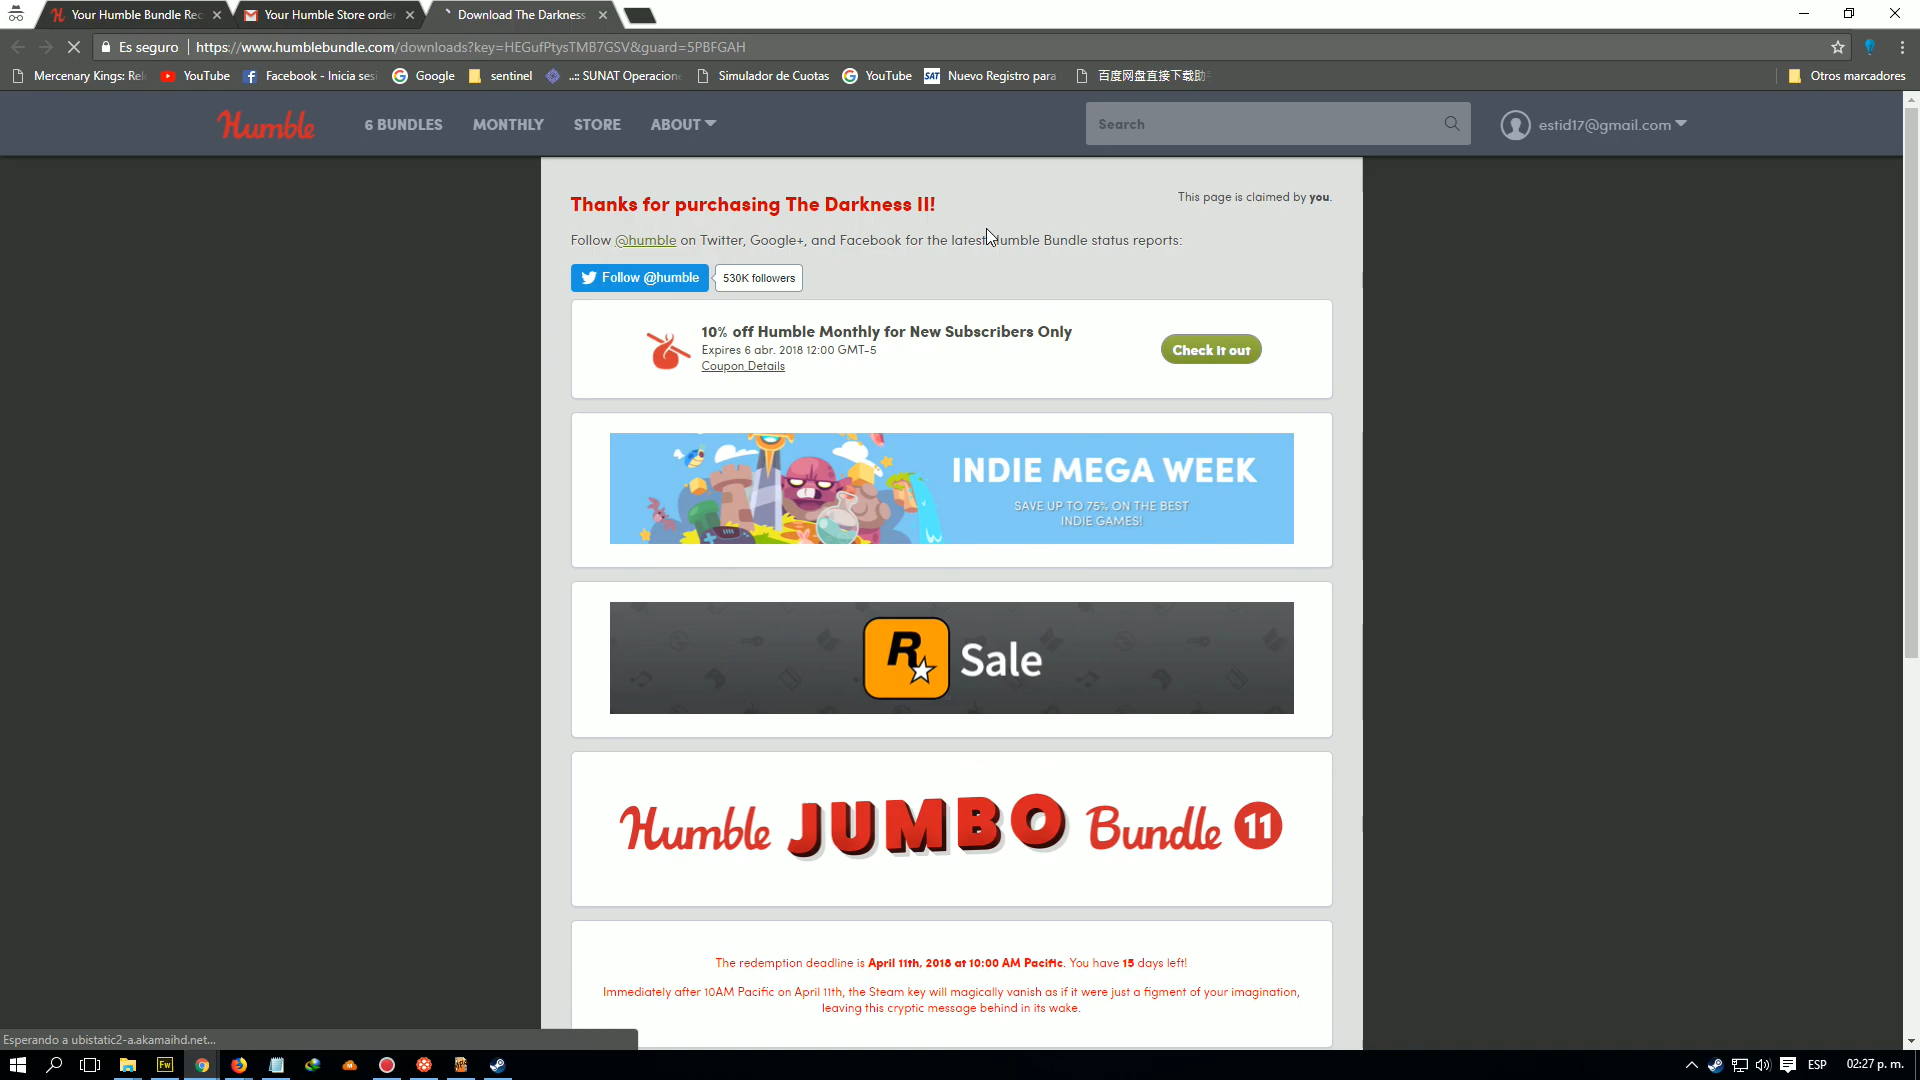 Your Humble Bundle Rec
Your Humble Store order
Download The Darkness
Es seguro
https://www.humblebundle.com/downloads?key=HEGufPtysTMB7GSV&guard=5PBFGAH
Mercenary Kings: Rel
YouTube
Facebook - Inicia sesi
Google
sentinel
..:: SUNAT Operacione
Simulador de Cuotas
YouTube
SAT
Nuevo Registro para
百度网盘直接下载助
Otros marcadores
Humble
6 BUNDLES
MONTHLY
STORE
ABOUT
Search
estid17@gmail.com
Thanks for purchasing The Darkness II!
This page is claimed by you.
Follow @humble on Twitter, Google+, and Facebook for the latest Humble Bundle status reports:
Follow @humble
530K followers
10% off Humble Monthly for New Subscribers Only
Expires 6 abr. 2018 12:00 GMT-5
Coupon Details
Check it out
INDIE MEGA WEEK
SAVE UP TO 75% ON THE BEST
INDIE GAMES!
R
Sale
Humble JUMBO Bundle 11
The redemption deadline is April 11th, 2018 at 10:00 AM Pacific. You have 15 days left!
Immediately after 10AM Pacific on April 11th, the Steam key will magically vanish as if it were just a figment of your imagination,
leaving this cryptic message behind in its wake.
Esperando a ubistatic2-a.akamaihd.net...
Fw
ESP
02:27 p. m.